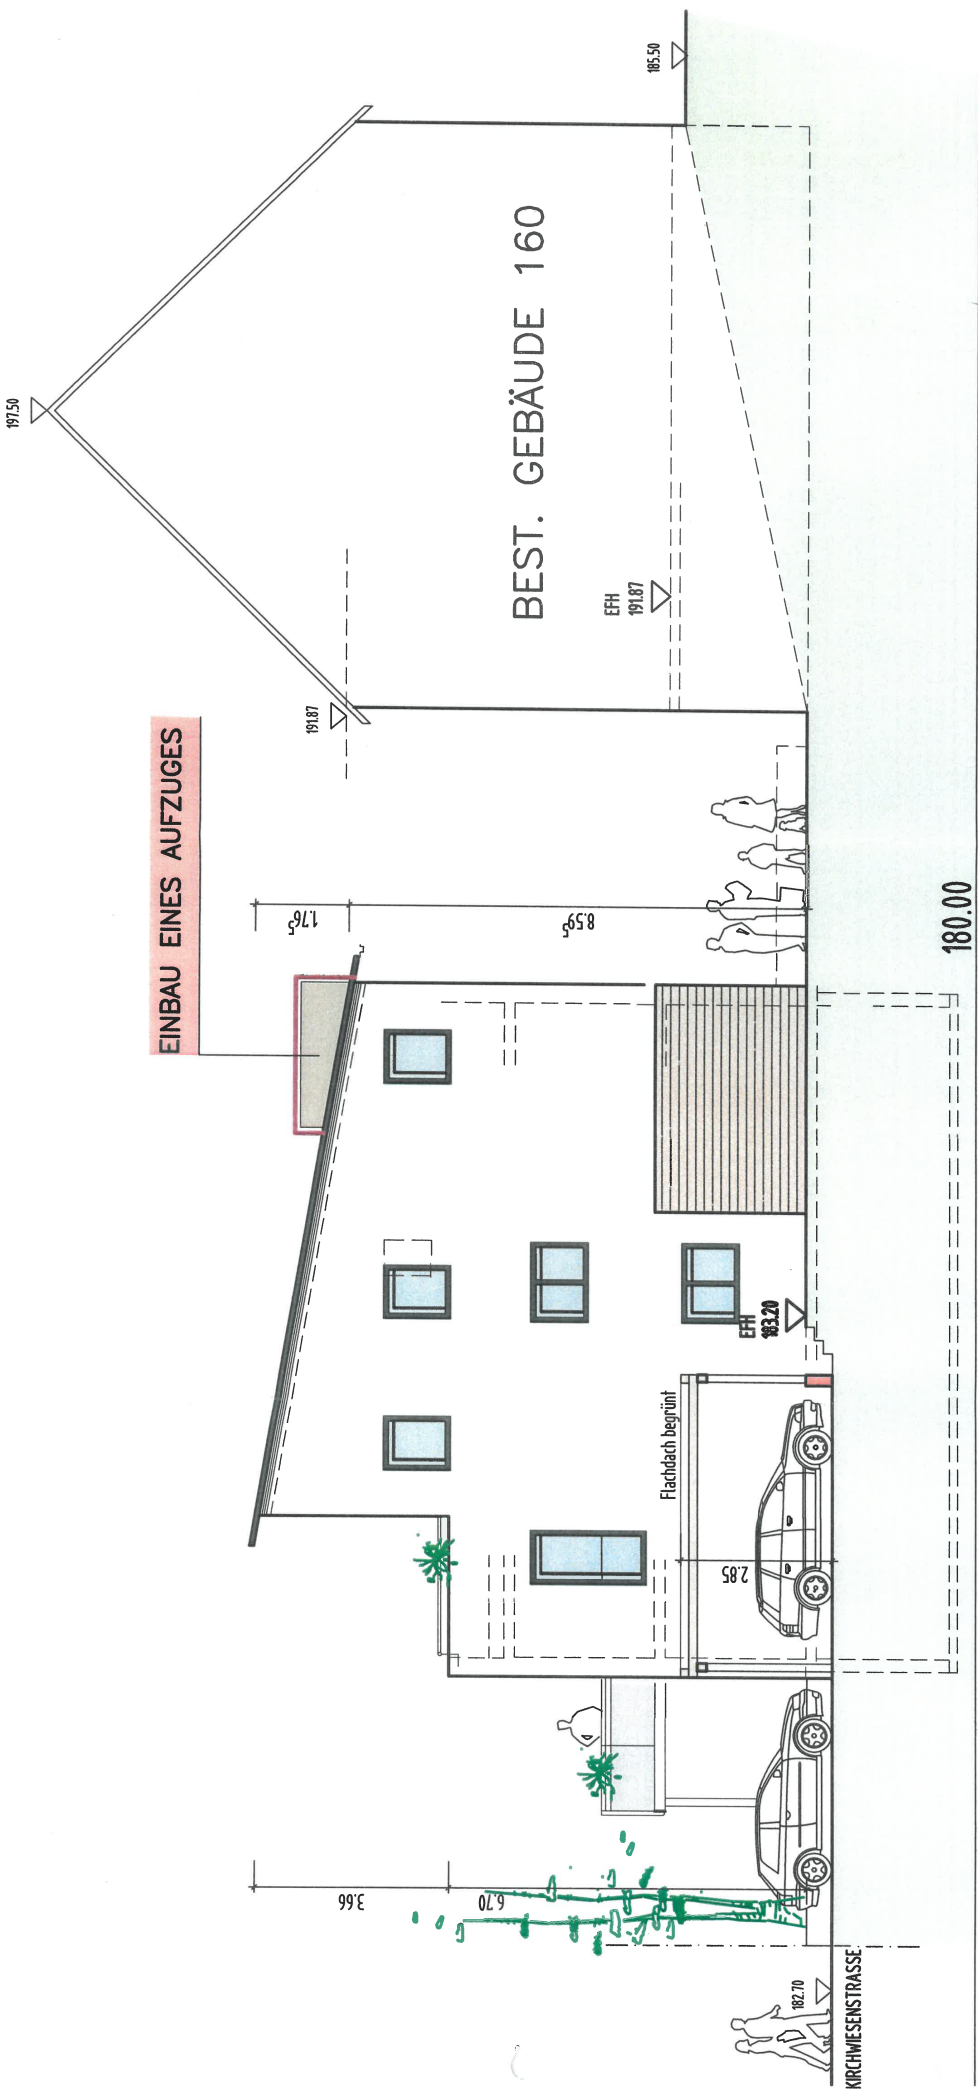 197.50
185.50
EINBAU EINES AUFZUGES
191.87
BEST. GEBÄUDE 160
EFH
191.87
1.76⁵
8.59⁵
3.66
6.70
Flachdach begrünt
2.85
EFH
183.20
182.70
KIRCHWIESENSTRASSE
180.00